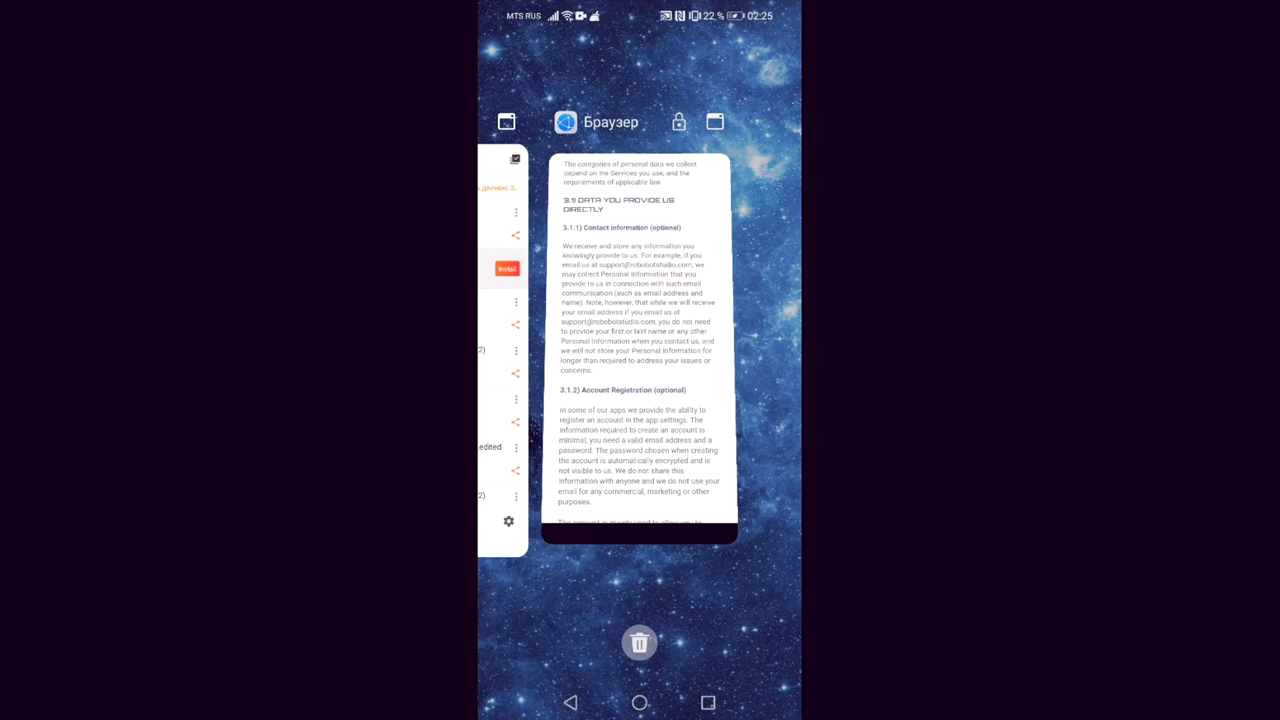 MTS RUS
22 %
02:25
Браузер
Install
2)
edited
2)
The categories of personal data we collect
depend on the Services you use, and the
requirements of applicable law.
3.1) DATA YOU PROVIDE US
DIRECTLY
3.1.1) Contact information (optional)
We receive and store any information you
knowingly provide to us. For example, if you
email us at support@robobotstudio.com, we
may collect Personal Information that you
provide to us in connection with such email
communication (such as email address and
name). Note, however, that while we will receive
your email address if you email us at
support@robobotstudio.com, you do not need
to provide your first or last name or any other
Personal Information when you contact us, and
we will not store your Personal Information for
longer than required to address your issues or
concerns.
3.1.2) Account Registration (optional)
In some of our apps we provide the ability to
register an account in the app settings. The
information required to create an account is
minimal, you need a valid email address and a
password. The password chosen when creating
the account is automatically encrypted and is
not visible to us. We do not share this
information with anyone and we do not use your
email for any commercial, marketing or other
purposes.
The account is mainly used to allow you to